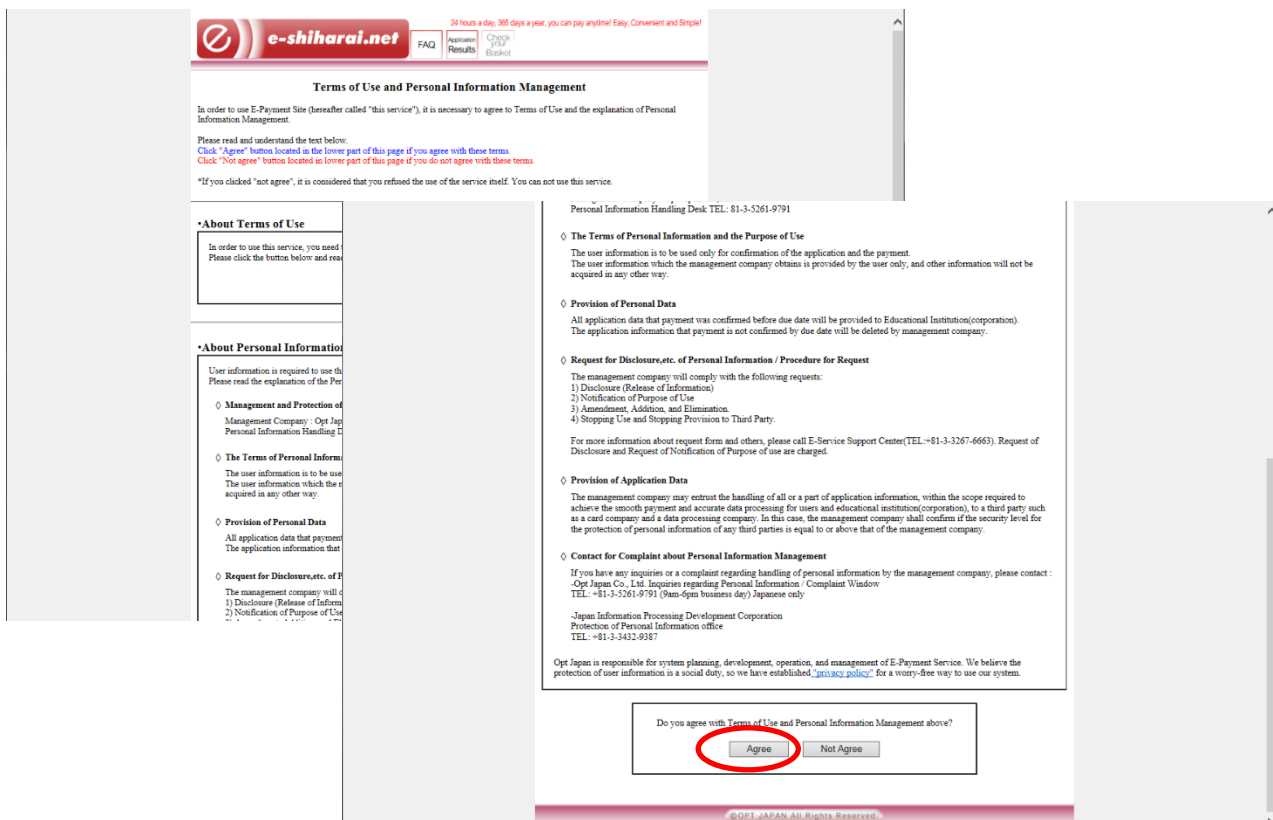 24 hours a day, 365 days a year, you can pay anytime! Easy, Convenient and Simple!
e-shiharai.net
FAQ
Application Results
Check your Basket
Terms of Use and Personal Information Management
In order to use E-Payment Site (hereafter called "this service"), it is necessary to agree to Terms of Use and the explanation of Personal
Information Management.
Please read and understand the text below.
Click "Agree" button located in the lower part of this page if you agree with these terms.
Click "Not agree" button located in lower part of this page if you do not agree with these terms.
*If you clicked "not agree", it is considered that you refused the use of the service itself. You can not use this service.
•About Terms of Use
In order to use this service, you need
Please click the button below and rea
•About Personal Information
User information is required to use th
Please read the explanation of the Per
◊ Management and Protection of
Management Company : Opt Jap
Personal Information Handling D
◊ The Terms of Personal Informa
The user information is to be use
The user information which the
acquired in any other way.
◊ Provision of Personal Data
All application data that payment
The application information that
◊ Request for Disclosure,etc. of P
The management company will c
1) Disclosure (Release of Inform
2) Notification of Purpose of Use
Personal Information Handling Desk TEL: 81-3-5261-9791
◊ The Terms of Personal Information and the Purpose of Use
The user information is to be used only for confirmation of the application and the payment.
The user information which the management company obtains is provided by the user only, and other information will not be
acquired in any other way.
◊ Provision of Personal Data
All application data that payment was confirmed before due date will be provided to Educational Institution(corporation).
The application information that payment is not confirmed by due date will be deleted by management company.
◊ Request for Disclosure,etc. of Personal Information / Procedure for Request
The management company will comply with the following requests:
1) Disclosure (Release of Information)
2) Notification of Purpose of Use
3) Amendment, Addition, and Elimination.
4) Stopping Use and Stopping Provision to Third Party.
For more information about request form and others, please call E-Service Support Center(TEL:+81-3-3267-6663). Request of
Disclosure and Request of Notification of Purpose of use are charged.
◊ Provision of Application Data
The management company may entrust the handling of all or a part of application information, within the scope required to
achieve the smooth payment and accurate data processing for users and educational institution(corporation), to a third party such
as a card company and a data processing company. In this case, the management company shall confirm if the security level for
the protection of personal information of any third parties is equal to or above that of the management company.
◊ Contact for Complaint about Personal Information Management
If you have any inquiries or a complaint regarding handling of personal information by the management company, please contact :
-Opt Japan Co., Ltd. Inquiries regarding Personal Information / Complaint Window
TEL: +81-3-5261-9791 (9am-6pm business day) Japanese only
-Japan Information Processing Development Corporation
Protection of Personal Information office
TEL: +81-3-3432-9387
Opt Japan is responsible for system planning, development, operation, and management of E-Payment Service. We believe the
protection of user information is a social duty, so we have established "privacy policy" for a worry-free way to use our system.
Do you agree with Terms of Use and Personal Information Management above?
Agree Not Agree
©OPT JAPAN All Rights Reserved.